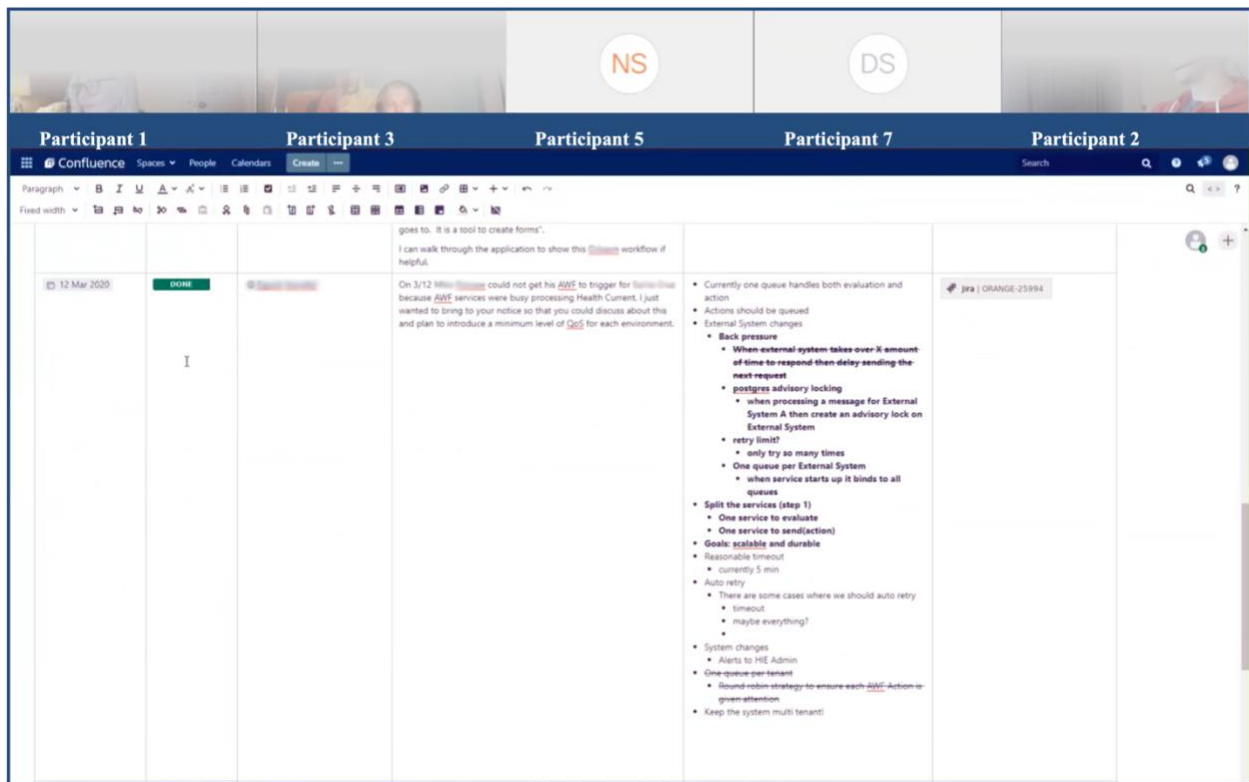 NS
DS
Participant 1
Participant 3
Participant 5
Participant 7
Participant 2
Confluence
Spaces
People
Calendars
Create
Search
Paragraph
B I U A
?
Fixed width
goes to. It is a tool to create forms".
I can walk through the application to show this workflow if
helpful.
12 Mar 2020
DONE
On 3/12 could not get his AWF to trigger for
because AWF services were busy processing Health Current. I just
wanted to bring to your notice so that you could discuss about this
and plan to introduce a minimum level of QoS for each environment.
• Currently one queue handles both evaluation and
action
• Actions should be queued
• External System changes
• Back pressure
• When external system takes over X amount
of time to respond then delay sending the
next request
• postgres advisory locking
• when processing a message for External
System A then create an advisory lock on
External System
• retry limit?
• only try so many times
• One queue per External System
• when service starts up it binds to all
queues
• Split the services (step 1)
• One service to evaluate
• One service to send(action)
• Goals: scalable and durable
• Reasonable timeout
• currently 5 min
• Auto retry
• There are some cases where we should auto retry
• timeout
• maybe everything?
•
• System changes
• Alerts to HIE Admin
• One queue per tenant
• Round robin strategy to ensure each AWF Action is
given attention
• Keep the system multi tenant!
jira | ORANGE-25994